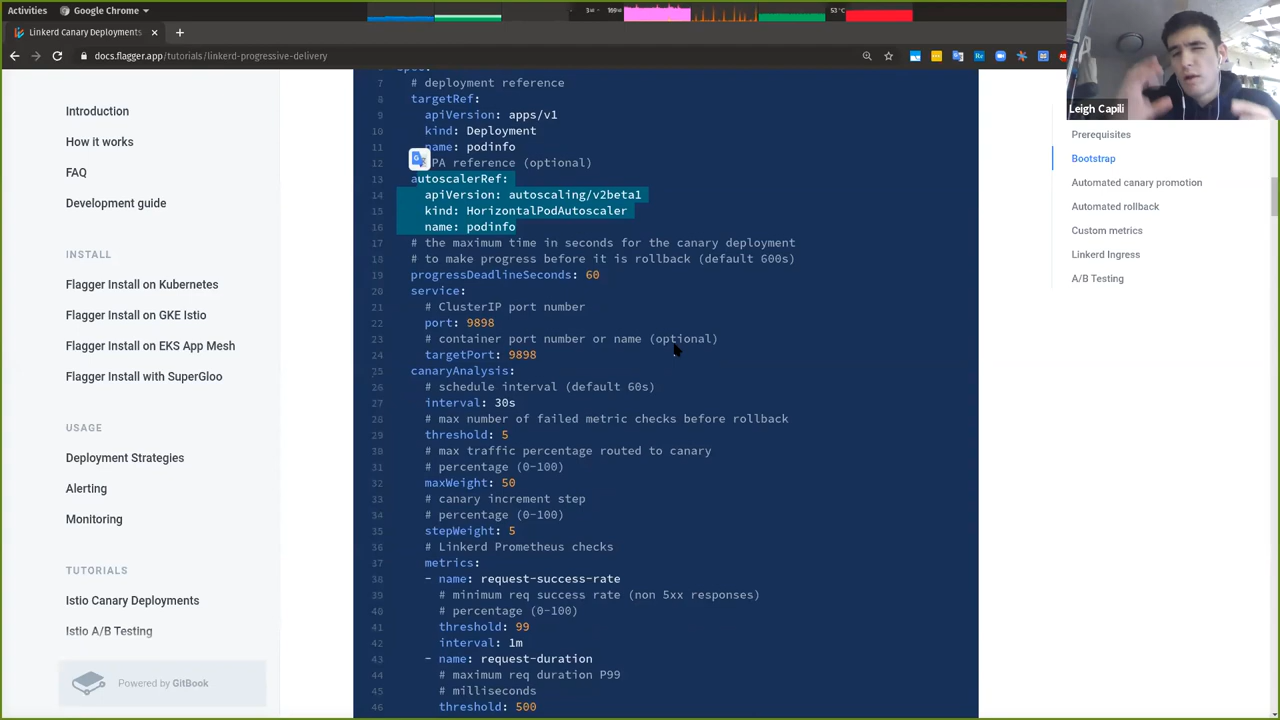 Activities
Google Chrome
53 °C
Linkerd Canary Deployments
docs.flagger.app/tutorials/linkerd-progressive-delivery
Leigh Capili
Introduction
How it works
FAQ
Development guide
INSTALL
Flagger Install on Kubernetes
Flagger Install on GKE Istio
Flagger Install on EKS App Mesh
Flagger Install with SuperGloo
USAGE
Deployment Strategies
Alerting
Monitoring
TUTORIALS
Istio Canary Deployments
Istio A/B Testing
Powered by GitBook
7 # deployment reference
8 targetRef:
9 apiVersion: apps/v1
10 kind: Deployment
11 name: podinfo
12 PA reference (optional)
13 autoscalerRef:
14 apiVersion: autoscaling/v2beta1
15 kind: HorizontalPodAutoscaler
16 name: podinfo
17 # the maximum time in seconds for the canary deployment
18 # to make progress before it is rollback (default 600s)
19 progressDeadlineSeconds: 60
20 service:
21 # ClusterIP port number
22 port: 9898
23 # container port number or name (optional)
24 targetPort: 9898
25 canaryAnalysis:
26 # schedule interval (default 60s)
27 interval: 30s
28 # max number of failed metric checks before rollback
29 threshold: 5
30 # max traffic percentage routed to canary
31 # percentage (0-100)
32 maxWeight: 50
33 # canary increment step
34 # percentage (0-100)
35 stepWeight: 5
36 # Linkerd Prometheus checks
37 metrics:
38 - name: request-success-rate
39 # minimum req success rate (non 5xx responses)
40 # percentage (0-100)
41 threshold: 99
42 interval: 1m
43 - name: request-duration
44 # maximum req duration P99
45 # milliseconds
46 threshold: 500
Prerequisites
Bootstrap
Automated canary promotion
Automated rollback
Custom metrics
Linkerd Ingress
A/B Testing